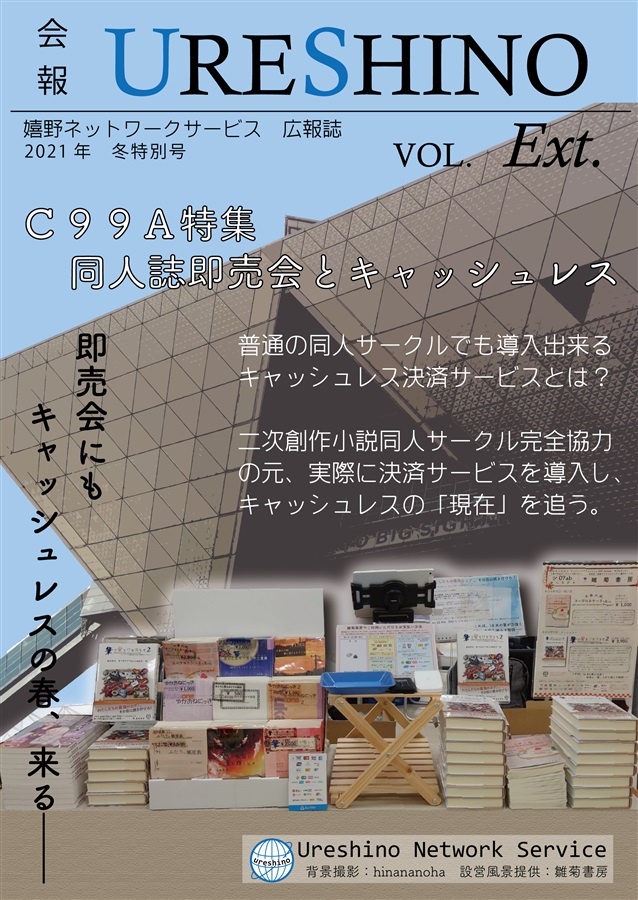 会報
URESHINO
嬉野ネットワークサービス 広報誌
2021年 冬特別号
VOL. Ext.
C99A特集
同人誌即売会とキャッシュレス
普通の同人サークルでも導入出来る
キャッシュレス決済サービスとは？
二次創作小説同人サークル完全協力
の元、実際に決済サービスを導入し、
キャッシュレスの「現在」を追う。
即売会にも
キャッシュレスの春、来る――
BIG SIGHT
雛菊書房
ureshino
Ureshino Network Service
背景撮影：hinananoha 設営風景提供：雛菊書房